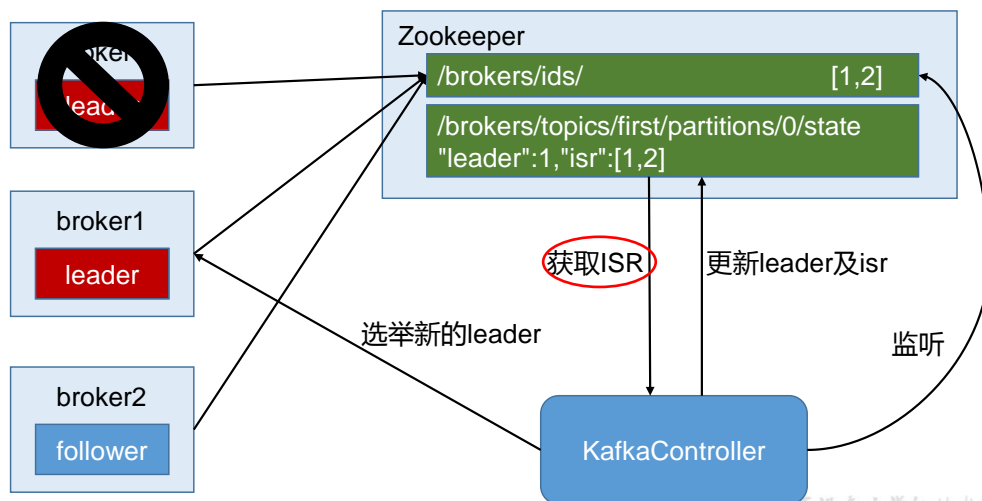 Zookeeper
/brokers/ids/ [1,2]
/brokers/topics/first/partitions/0/state
"leader":1,"isr":[1,2]
broker1
leader
获取ISR
更新leader及isr
选举新的leader
监听
broker2
follower
KafkaController